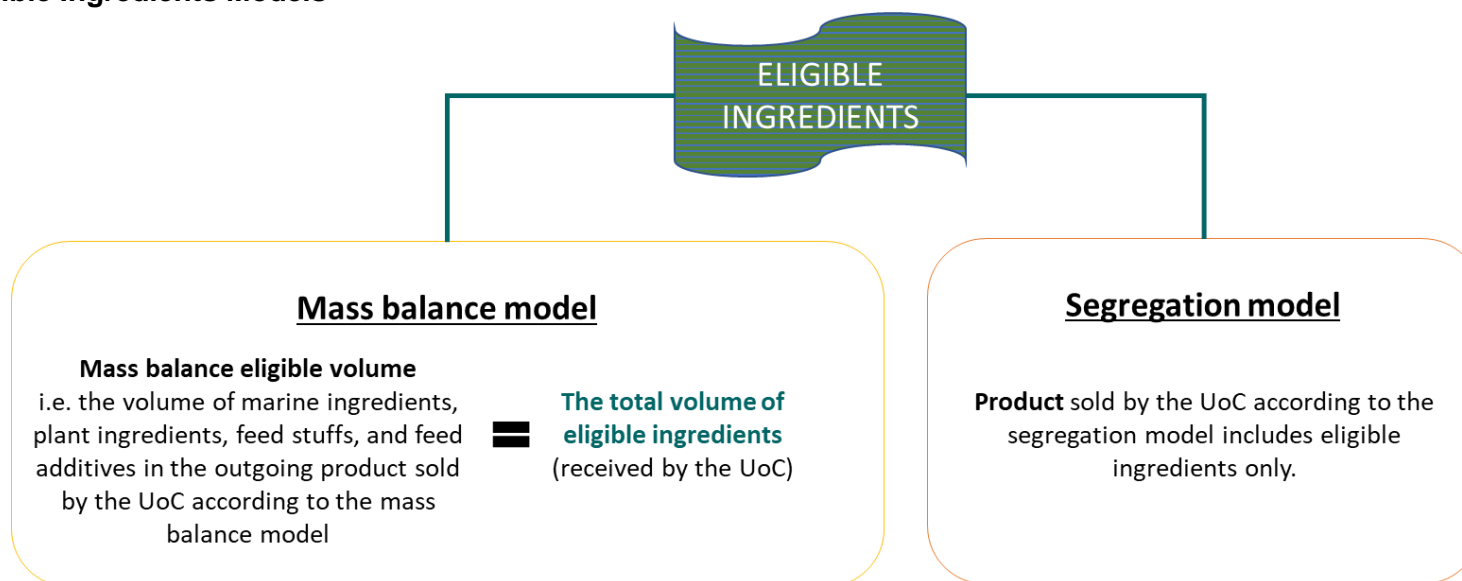 Ingredients Models
ELIGIBLE
INGREDIENTS
Mass balance model
Mass balance eligible volume
i.e. the volume of marine ingredients,
plant ingredients, feed stuffs, and feed
additives in the outgoing product sold
by the UoC according to the mass
balance model
=
The total volume of
eligible ingredients
(received by the UoC)
Segregation model
Product sold by the UoC according to the
segregation model includes eligible
ingredients only.